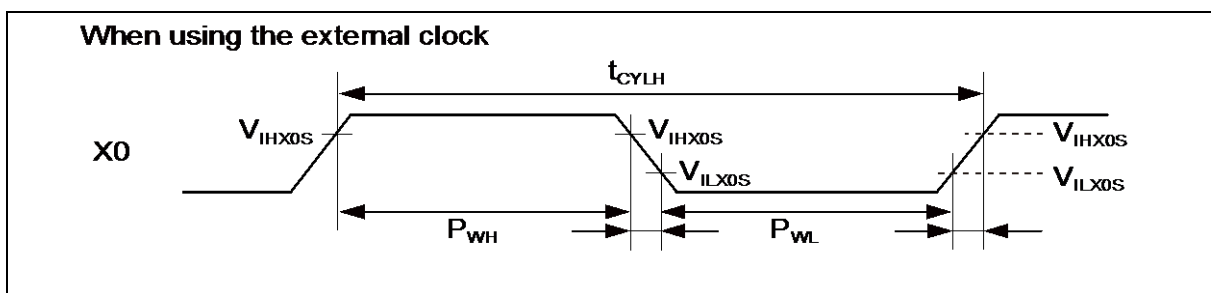 When using the external clock
tCYLH
X0
VIHX0S
VIHX0S
VILX0S
VIHX0S
VILX0S
PWH
PWL